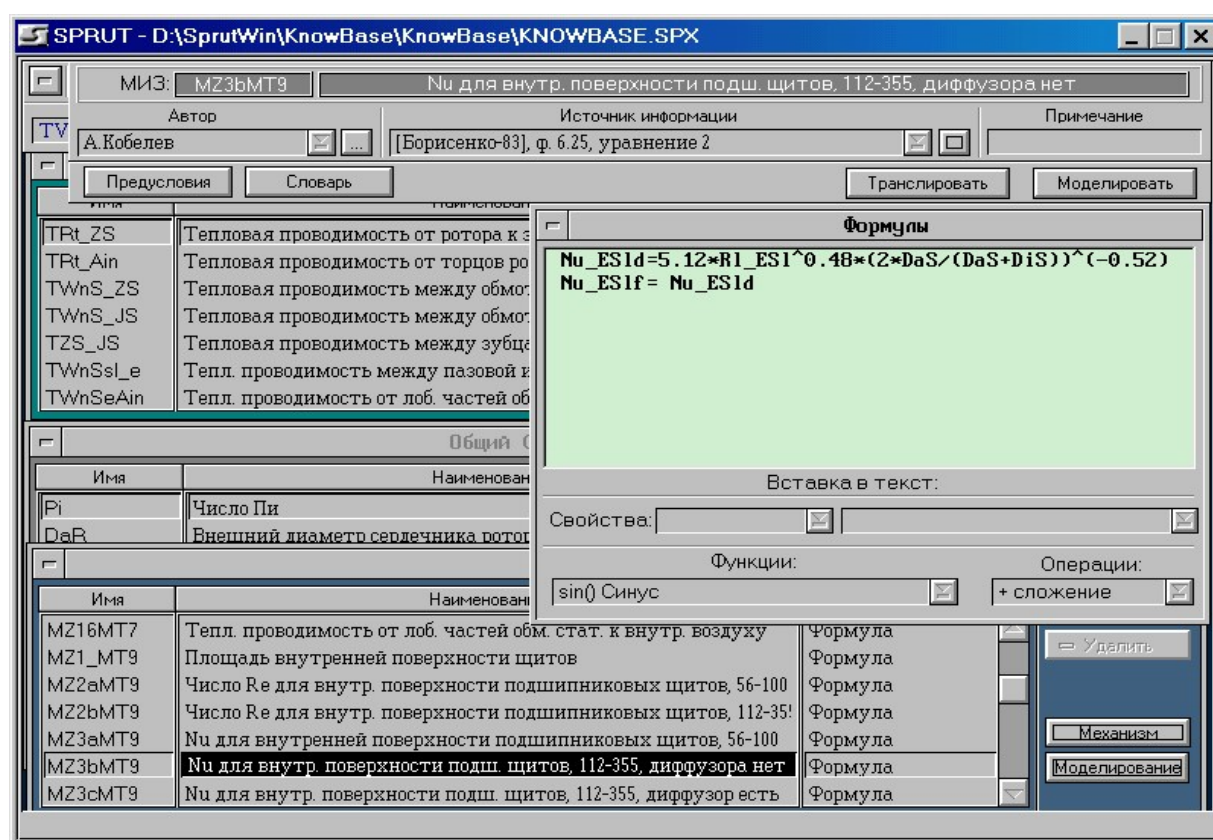 SPRUT - D:\SprutWin\KnowBase\KnowBase\KNOWBASE.SPX
МИЗ: MZ3bMT9 Nu для внутр. поверхности подш. щитов, 112-355, диффузора нет
Автор Источник информации Примечание
TV А.Кобелев ... [Борисенко-83], ф. 6.25, уравнение 2
Предусловия Словарь Транслировать Моделировать
TRt_ZS Тепловая проводимость от ротора к з
TRt_Ain Тепловая проводимость от торцов ро
TWnS_ZS Тепловая проводимость между обмот
TWnS_JS Тепловая проводимость между обмот
TZS_JS Тепловая проводимость между зубца
TWnSsl_e Тепл. проводимость между пазовой и
TWnSeAin Тепл. проводимость от лоб. частей об
Формулы
Nu_ESld=5.12*Rl_ESl^0.48*(2*DaS/(DaS+DiS))^(-0.52)
Nu_ESlf= Nu_ESld
Вставка в текст:
Свойства:
Функции: Операции:
sin() Синус + сложение
Общий
Имя Наименован
Pi Число Пи
DaR Внешний диаметр сердечника ротор
Имя Наименован
MZ16MT7 Тепл. проводимость от лоб. частей обм. стат. к внутр. воздуху Формула
MZ1_MT9 Площадь внутренней поверхности щитов Формула
MZ2aMT9 Число Re для внутр. поверхности подшипниковых щитов, 56-100 Формула
MZ2bMT9 Число Re для внутр. поверхности подшипниковых щитов, 112-35 Формула
MZ3aMT9 Nu для внутренней поверхности подшипниковых щитов, 56-100 Формула
MZ3bMT9 Nu для внутр. поверхности подш. щитов, 112-355, диффузора нет Формула
MZ3cMT9 Nu для внутр. поверхности подш. щитов, 112-355, диффузор есть Формула
Удалить
Механизм
Моделирование